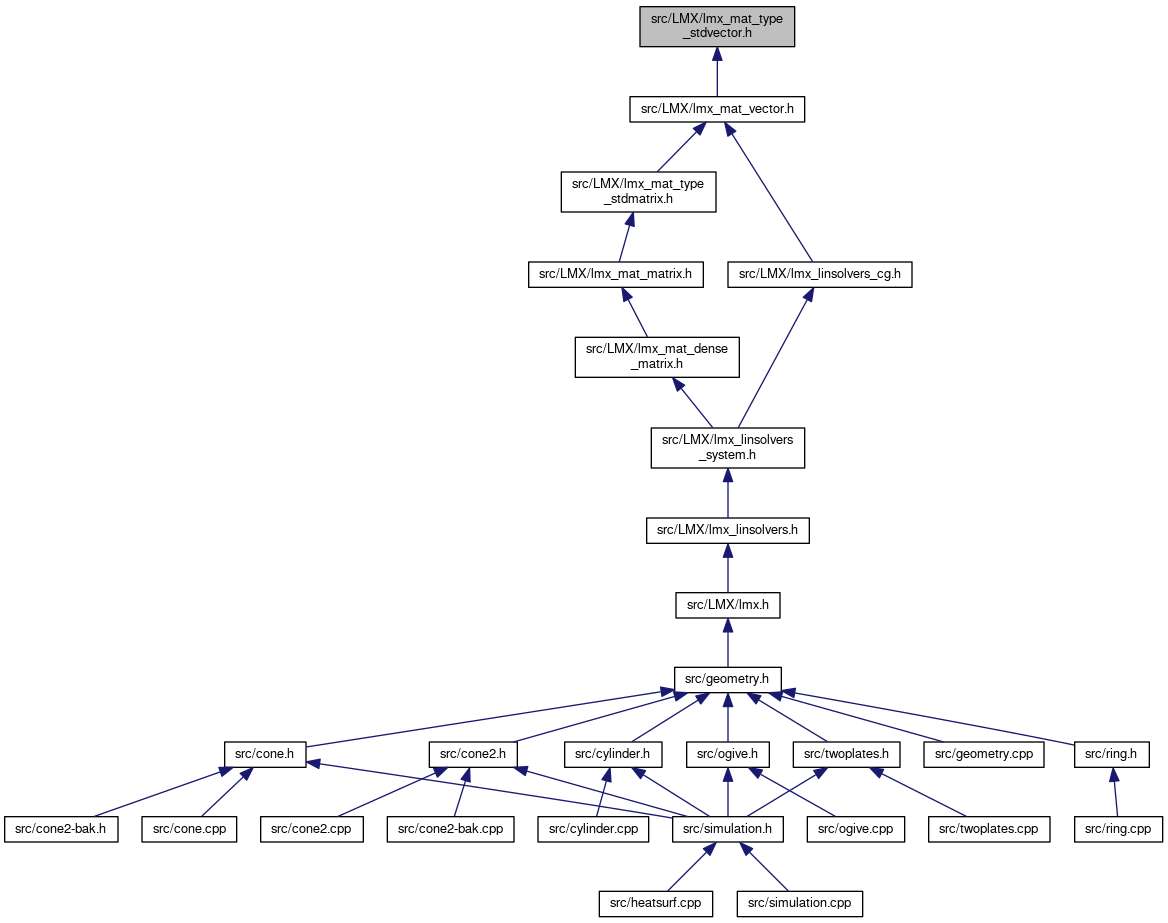 src/LMX/lmx_mat_type
_stdvector.h
src/LMX/lmx_mat_vector.h
src/LMX/lmx_mat_type
_stdmatrix.h
src/LMX/lmx_mat_matrix.h
src/LMX/lmx_linsolvers_cg.h
src/LMX/lmx_mat_dense
_matrix.h
src/LMX/lmx_linsolvers
_system.h
src/LMX/lmx_linsolvers.h
src/LMX/lmx.h
src/geometry.h
src/cone.h
src/cone2.h
src/cylinder.h
src/ogive.h
src/twoplates.h
src/geometry.cpp
src/ring.h
src/cone2-bak.h
src/cone.cpp
src/cone2.cpp
src/cone2-bak.cpp
src/cylinder.cpp
src/simulation.h
src/ogive.cpp
src/twoplates.cpp
src/ring.cpp
src/heatsurf.cpp
src/simulation.cpp